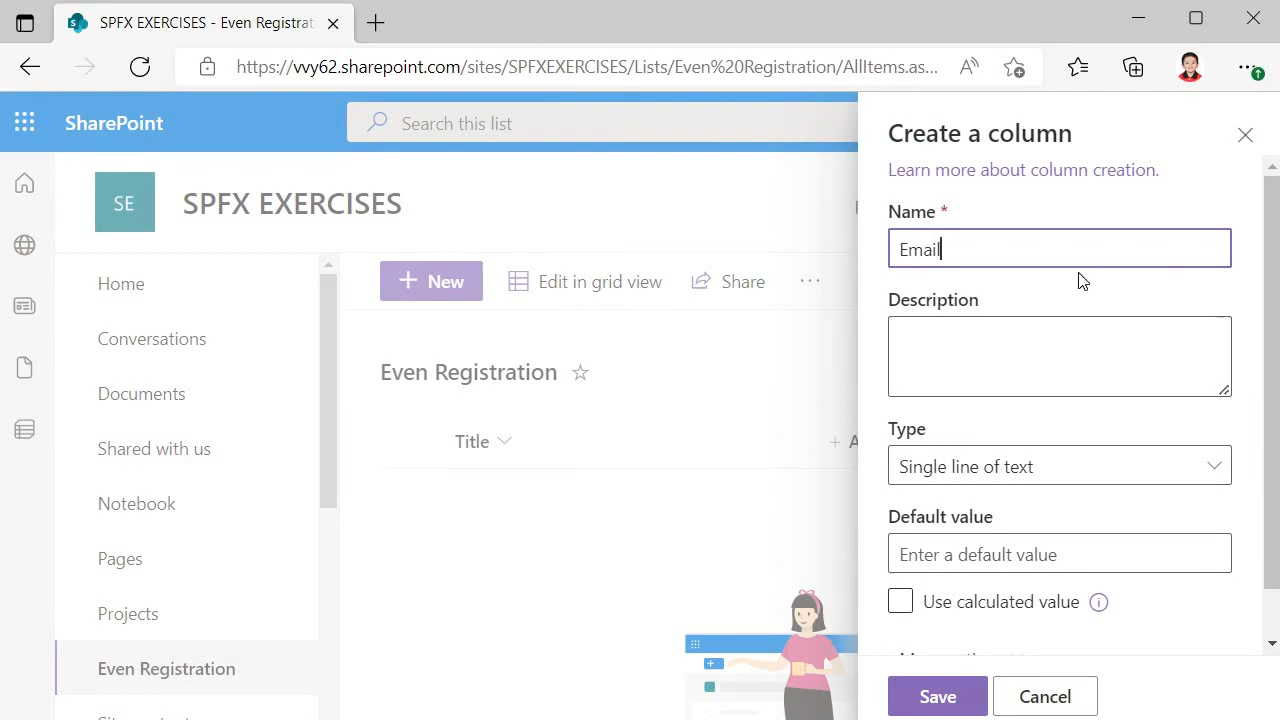 SPFX EXERCISES - Even Registrat
https://vvy62.sharepoint.com/sites/SPFXEXERCISES/Lists/Even%20Registration/AllItems.as...
SharePoint
Search this list
SE
SPFX EXERCISES
Home
Conversations
Documents
Shared with us
Notebook
Pages
Projects
Even Registration
New
Edit in grid view
Share
Even Registration
Title
+ A
Create a column
Learn more about column creation.
Name *
Email
Description
Type
Single line of text
Default value
Enter a default value
Use calculated value
Save
Cancel